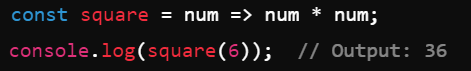 const square = num => num * num;
console.log(square(6));  // Output: 36